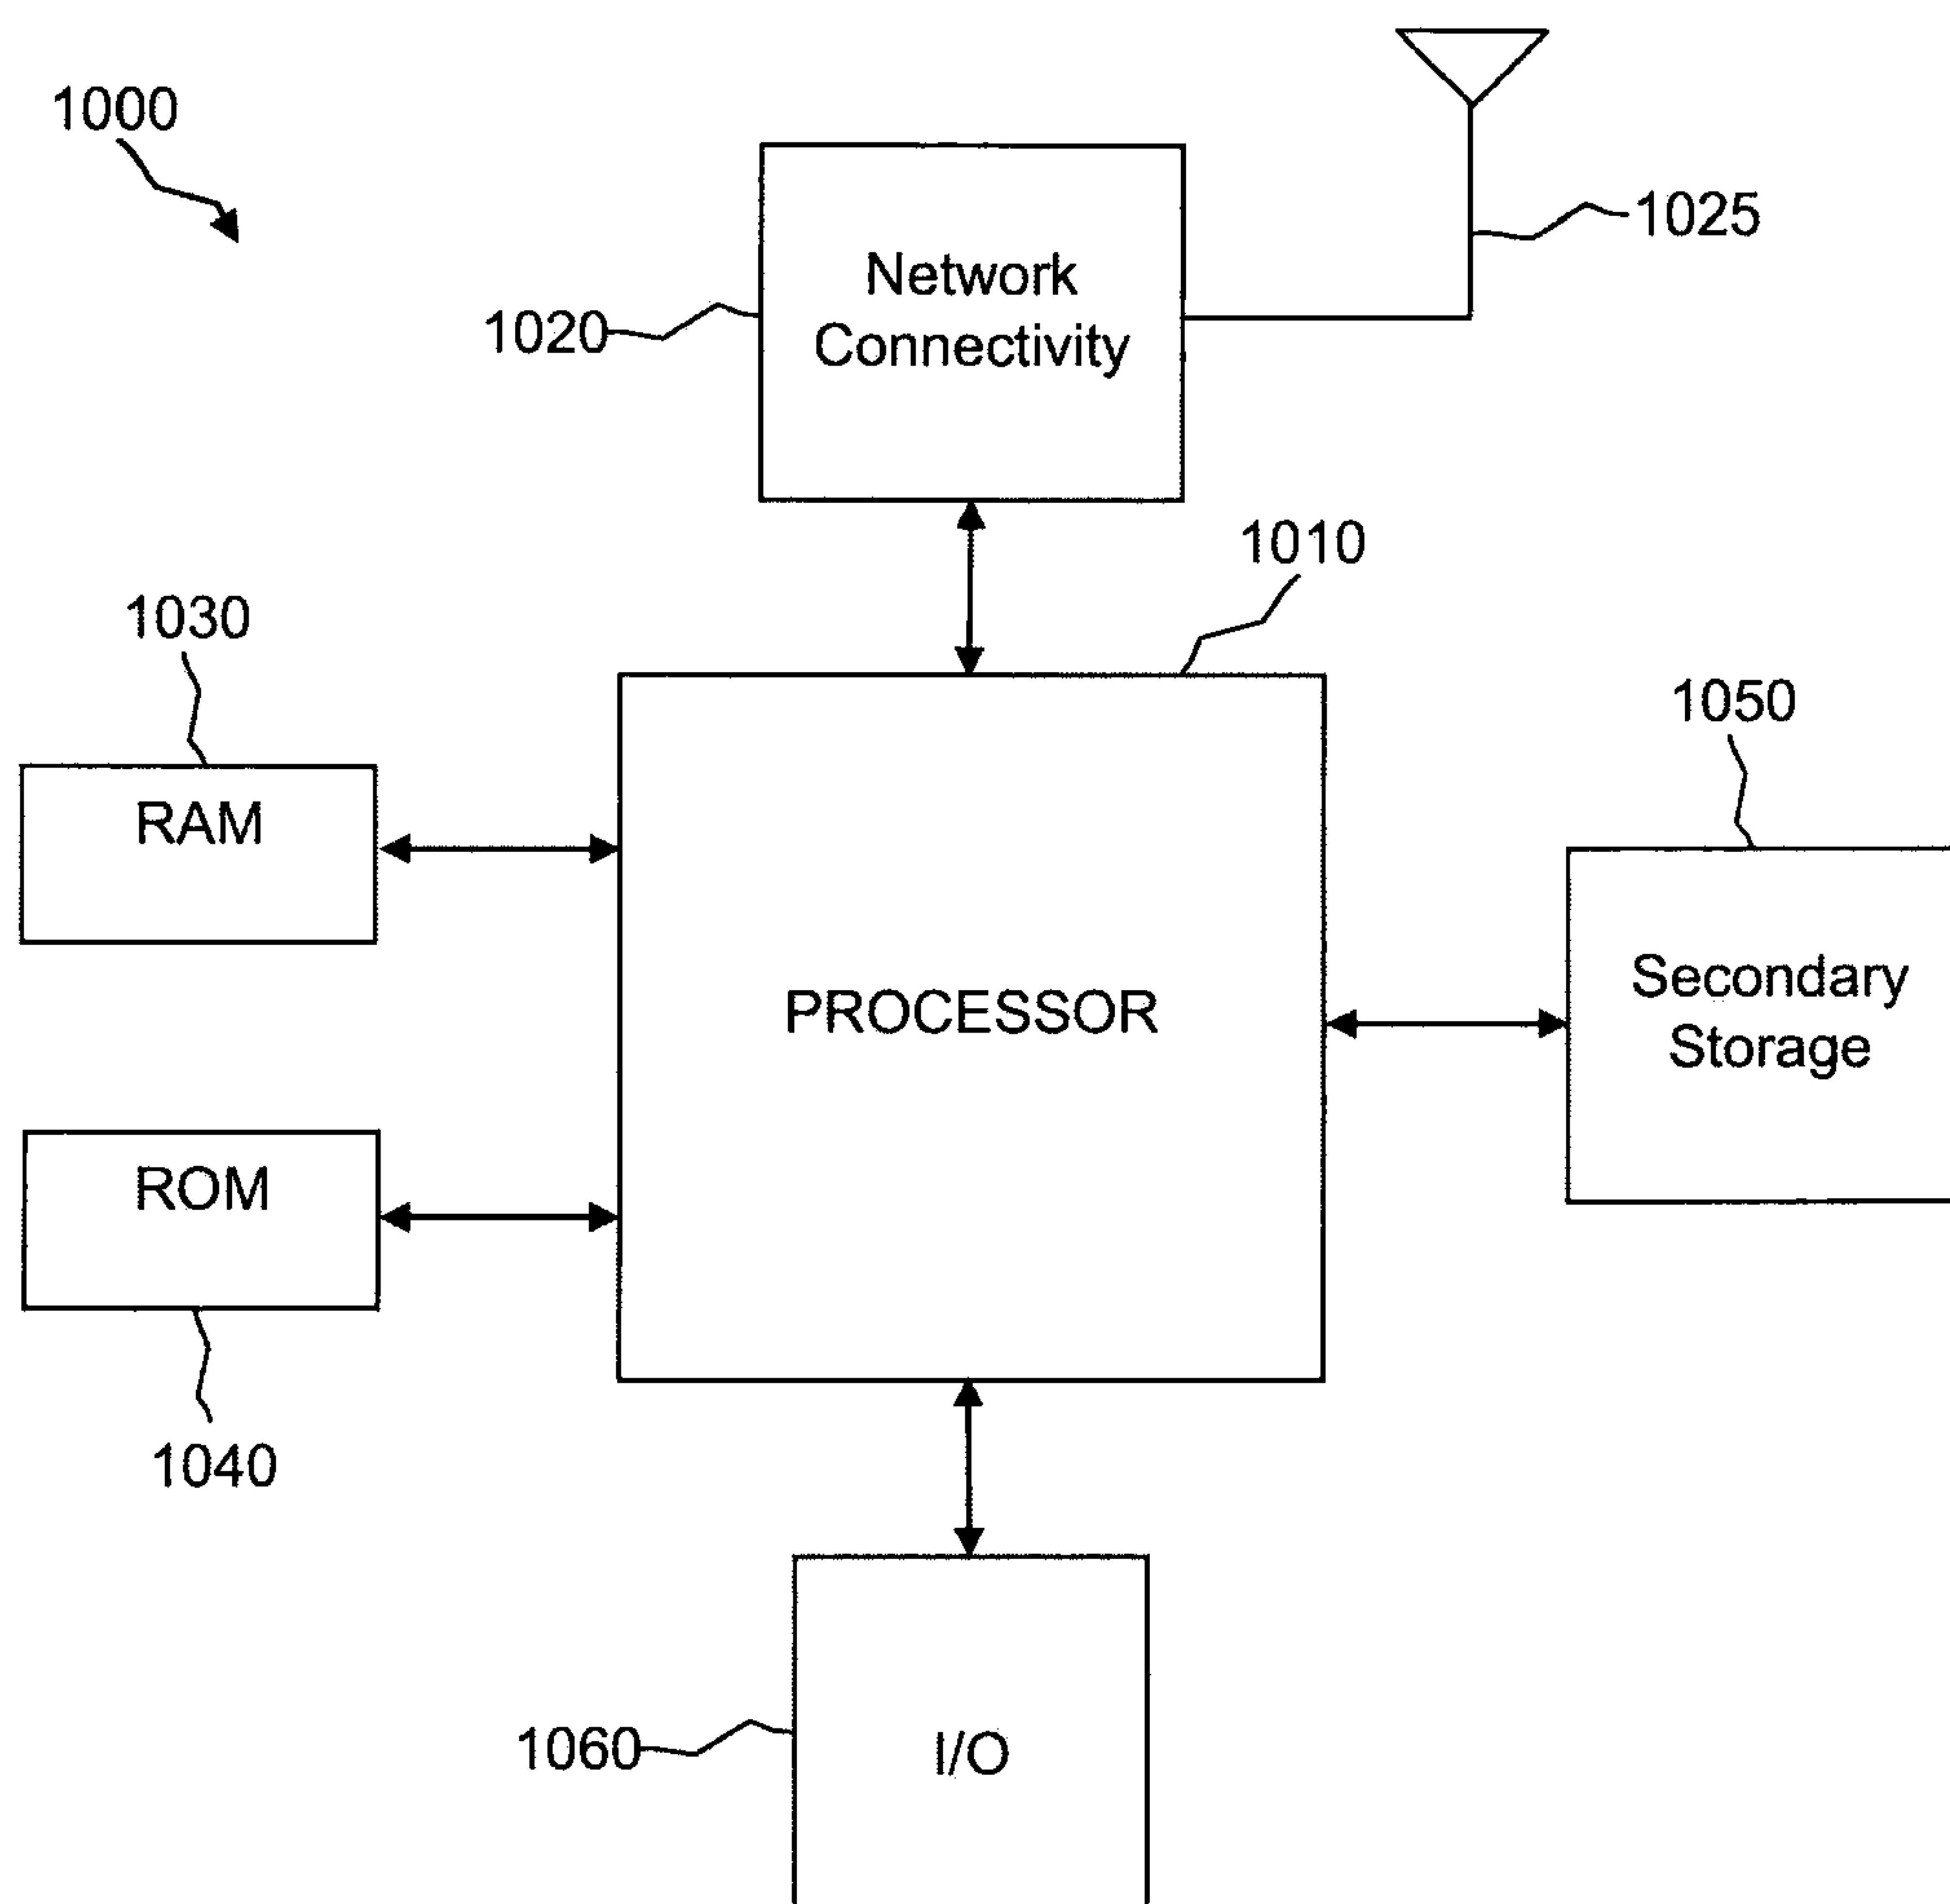 1000
1025
Network
Connectivity
1020
1010
1030
1050
RAM
Secondary
Storage
PROCESSOR
ROM
1040
1060
I/O